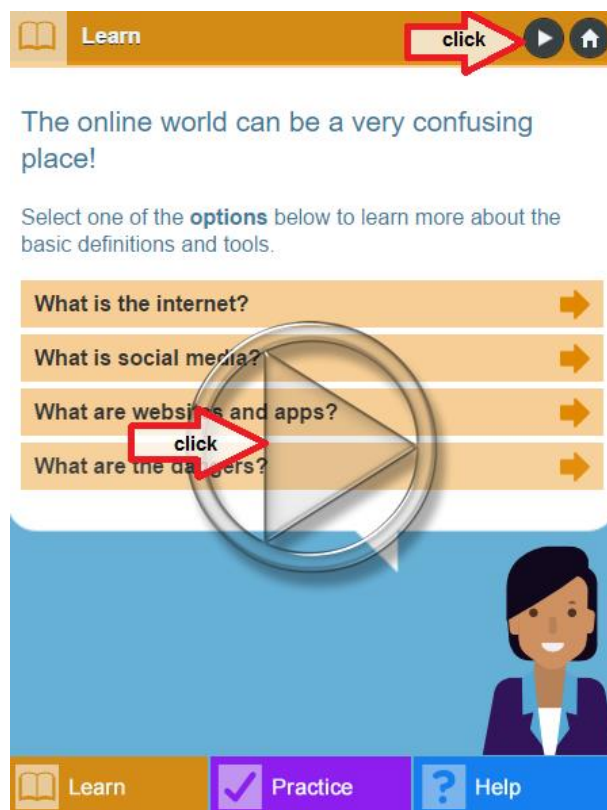 Learn
click
The online world can be a very confusing
place!
Select one of the options below to learn more about the
basic definitions and tools.
What is the internet?
What is social media?
What are websites and apps?
click
What are the dangers?
Learn
Practice
? Help